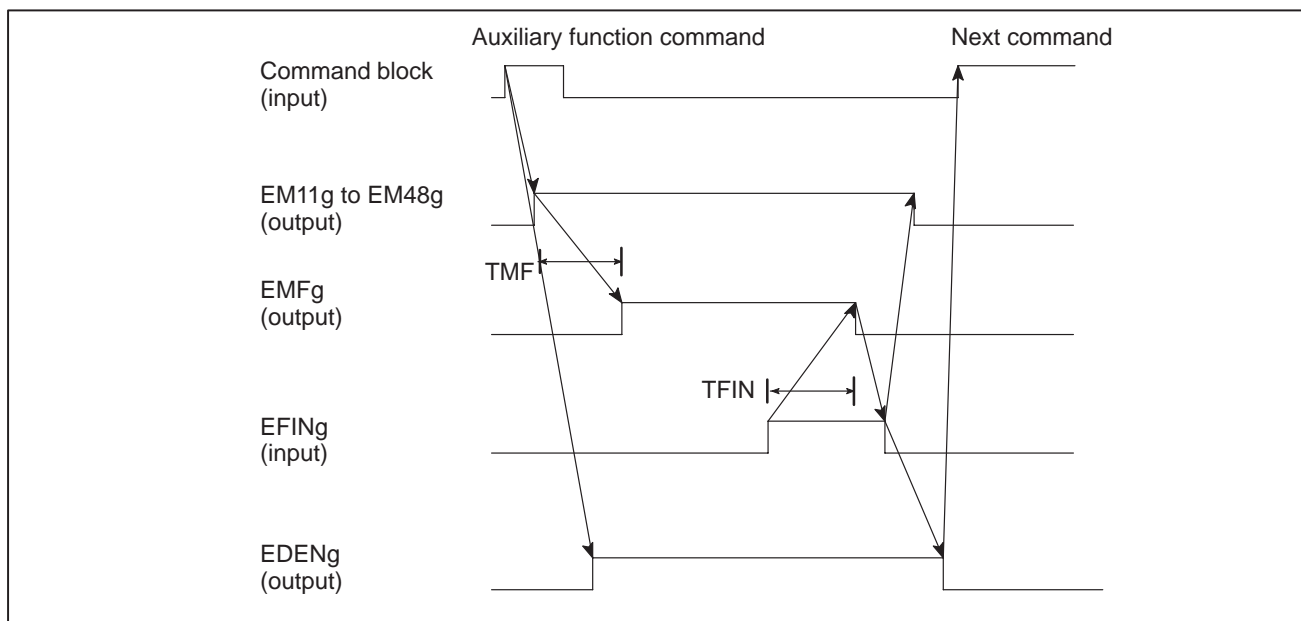 Auxiliary function command
Next command
Command block
(input)
EM11g to EM48g
(output)
TMF
EMFg
(output)
TFIN
EFINg
(input)
EDENg
(output)